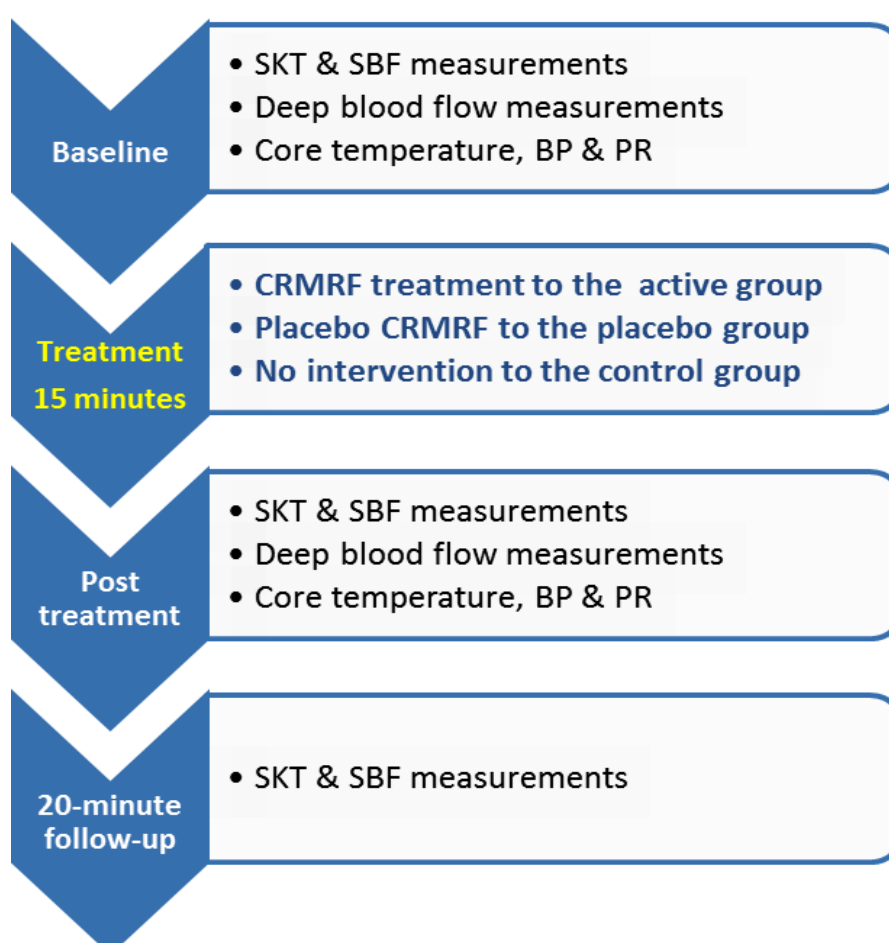 Baseline
• SKT & SBF measurements
• Deep blood flow measurements
• Core temperature, BP & PR
Treatment
15 minutes
• CRMRF treatment to the active group
• Placebo CRMRF to the placebo group
• No intervention to the control group
Post
treatment
• SKT & SBF measurements
• Deep blood flow measurements
• Core temperature, BP & PR
20-minute
follow-up
• SKT & SBF measurements